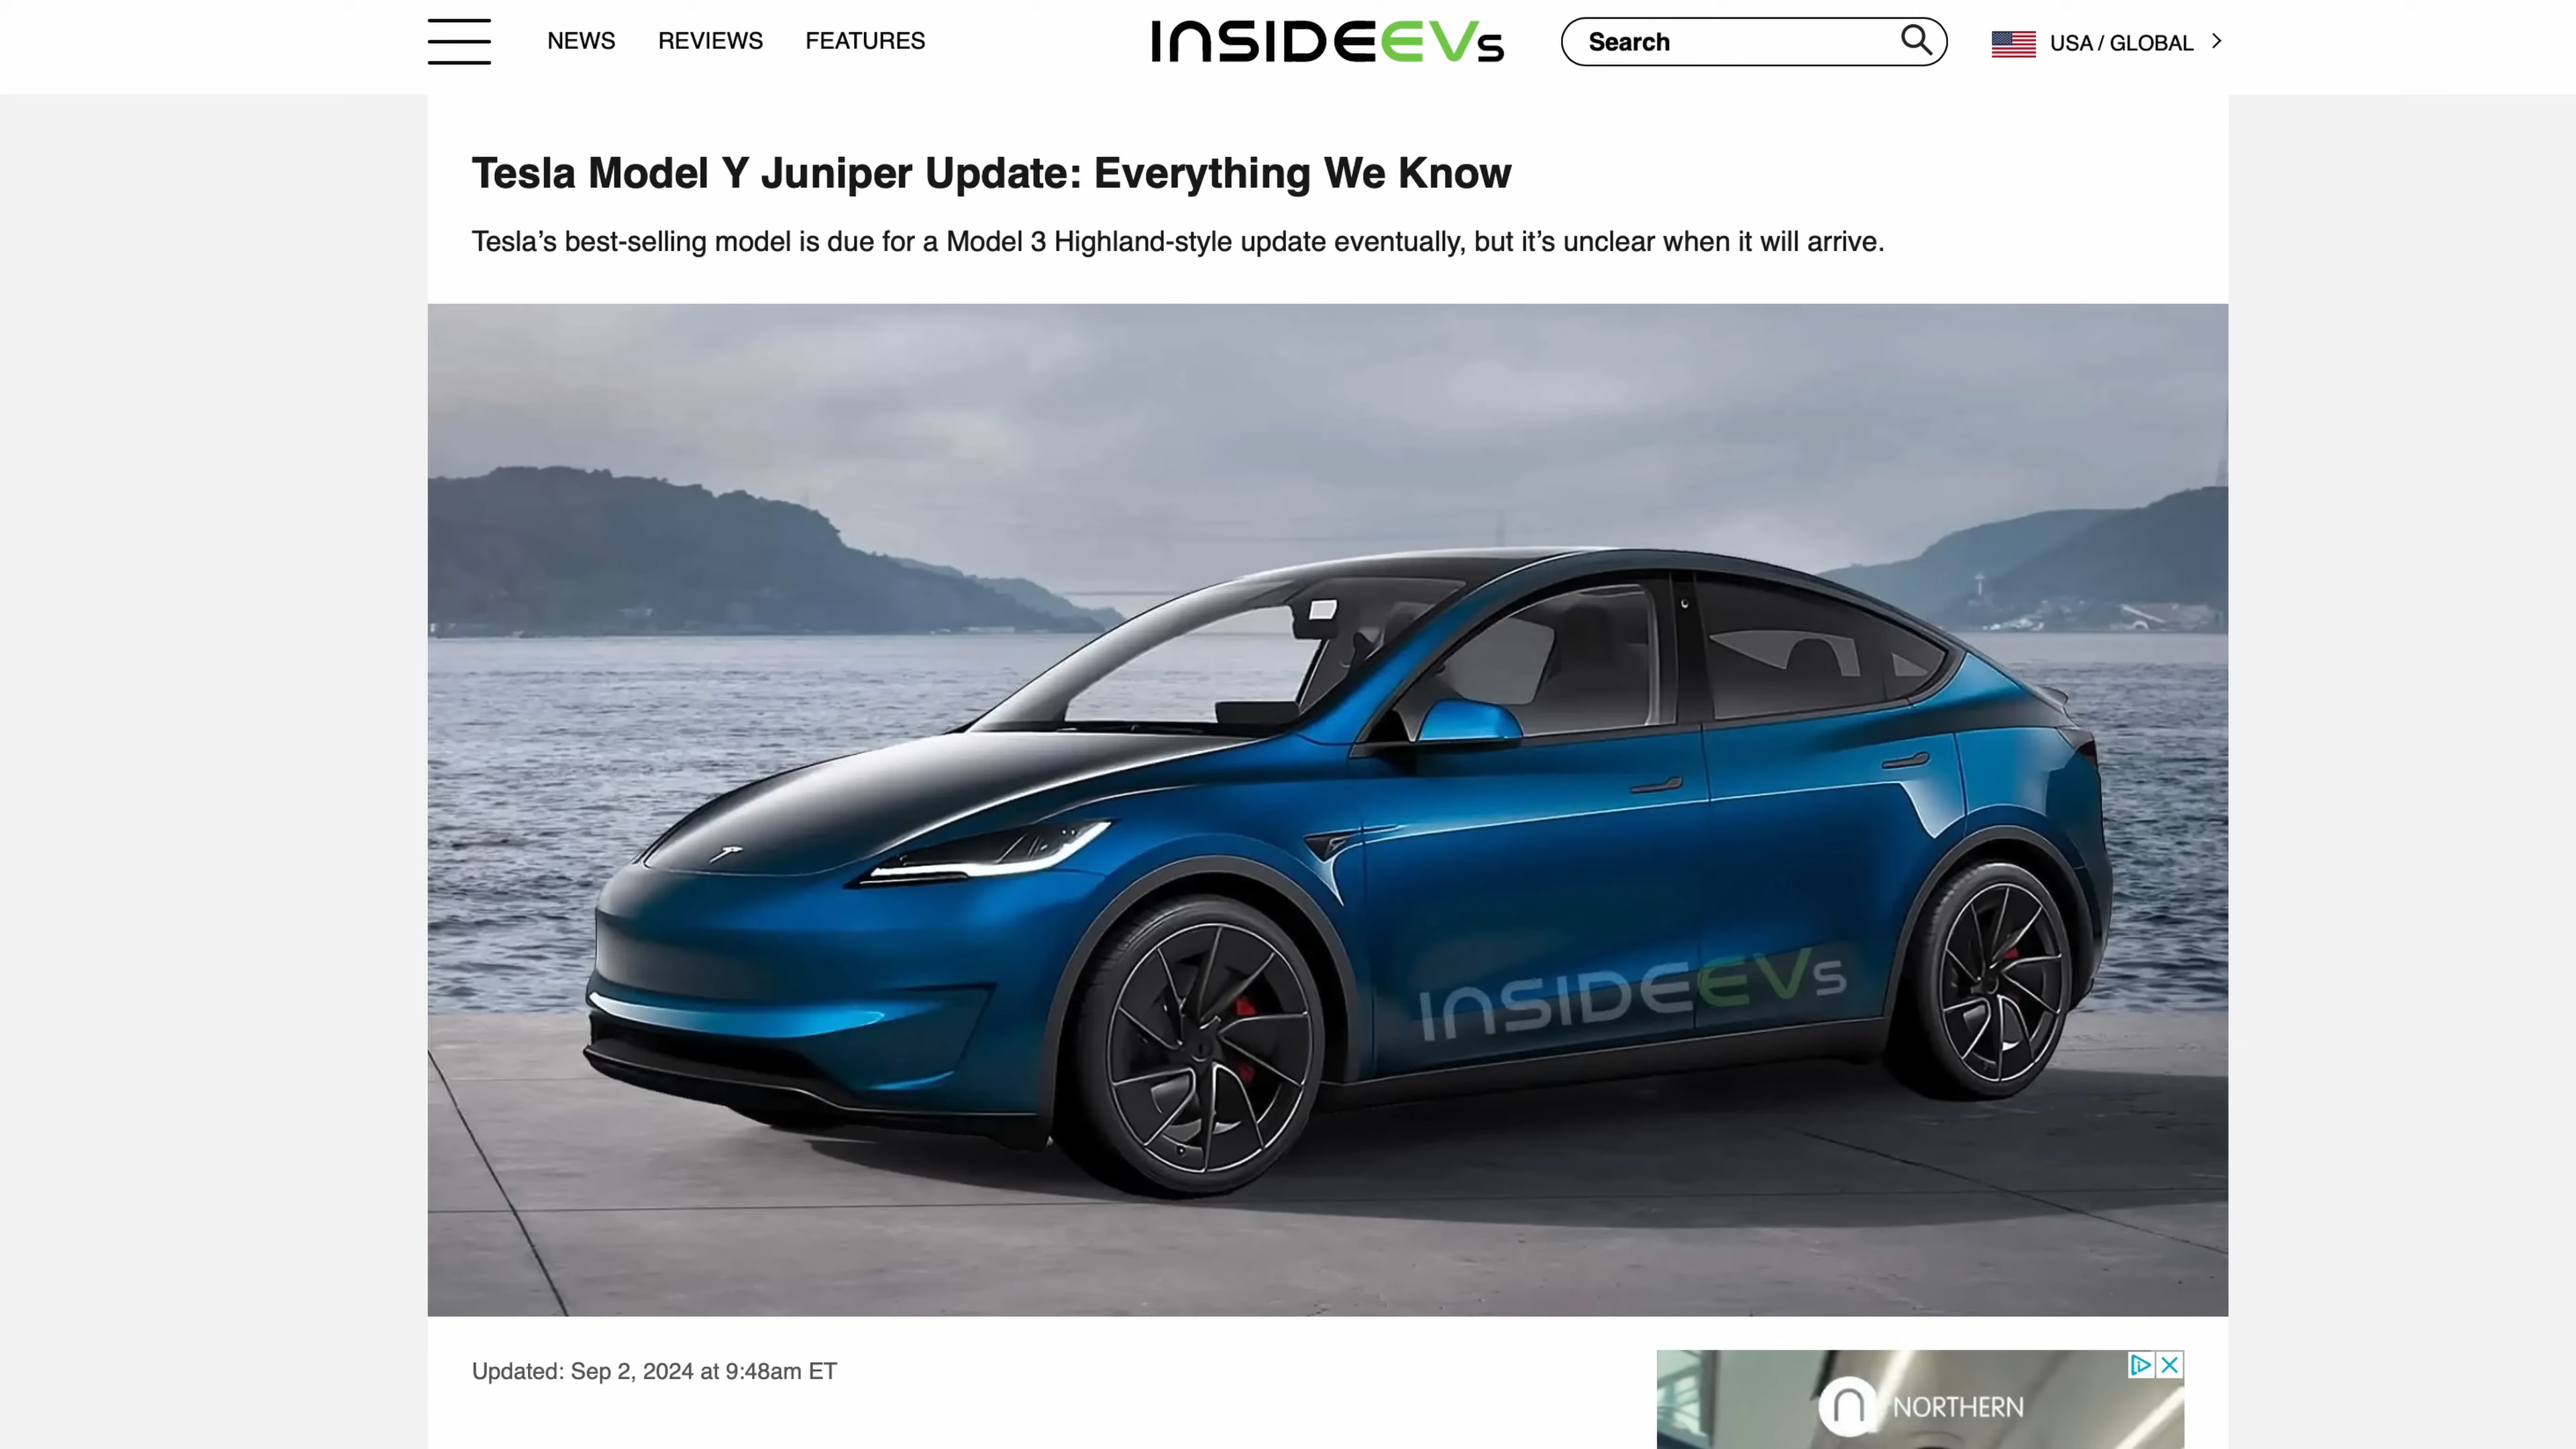 NEWS REVIEWS FEATURES INSIDEEVs Search USA / GLOBAL
Tesla Model Y Juniper Update: Everything We Know
Tesla’s best-selling model is due for a Model 3 Highland-style update eventually, but it’s unclear when it will arrive.
INSIDEEVs
Updated: Sep 2, 2024 at 9:48am ET
NORTHERN